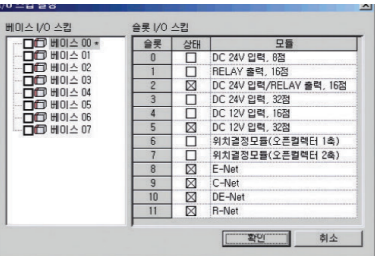 I/O 스킵 설정
베이스 I/O 스킵
베이스 00
베이스 01
베이스 02
베이스 03
베이스 04
베이스 05
베이스 06
베이스 07
슬롯 I/O 스킵
슬롯 상태 모듈
0 DC 24V 입력, 8점
1 RELAY 출력, 16점
2 DC 24V 입력/RELAY 출력, 16점
3 DC 24V 입력, 32점
4 DC 12V 입력, 16점
5 DC 12V 입력, 32점
6 위치결정모듈(오픈컬렉터 1축)
7 위치결정모듈(오픈컬렉터 2축)
8 E-Net
9 C-Net
10 DE-Net
11 R-Net
확인 취소